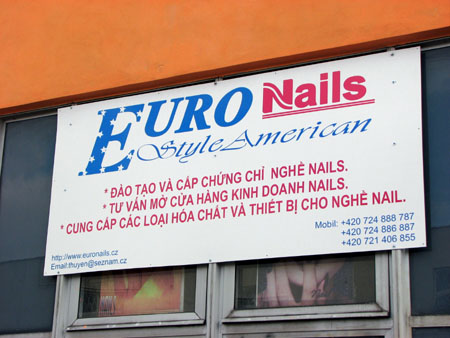 EURO Nails
Style American
* ĐÀO TẠO VÀ CẤP CHỨNG CHỈ NGHỀ NAILS.
* TƯ VẤN MỞ CỬA HÀNG KINH DOANH NAILS.
* CUNG CẤP CÁC LOẠI HÓA CHẤT VÀ THIẾT BỊ CHO NGHỀ NAIL.
Mobil: +420 724 888 787
+420 724 886 887
+420 721 406 855
http://www.euronails.cz
Email:thuyen@seznam.cz